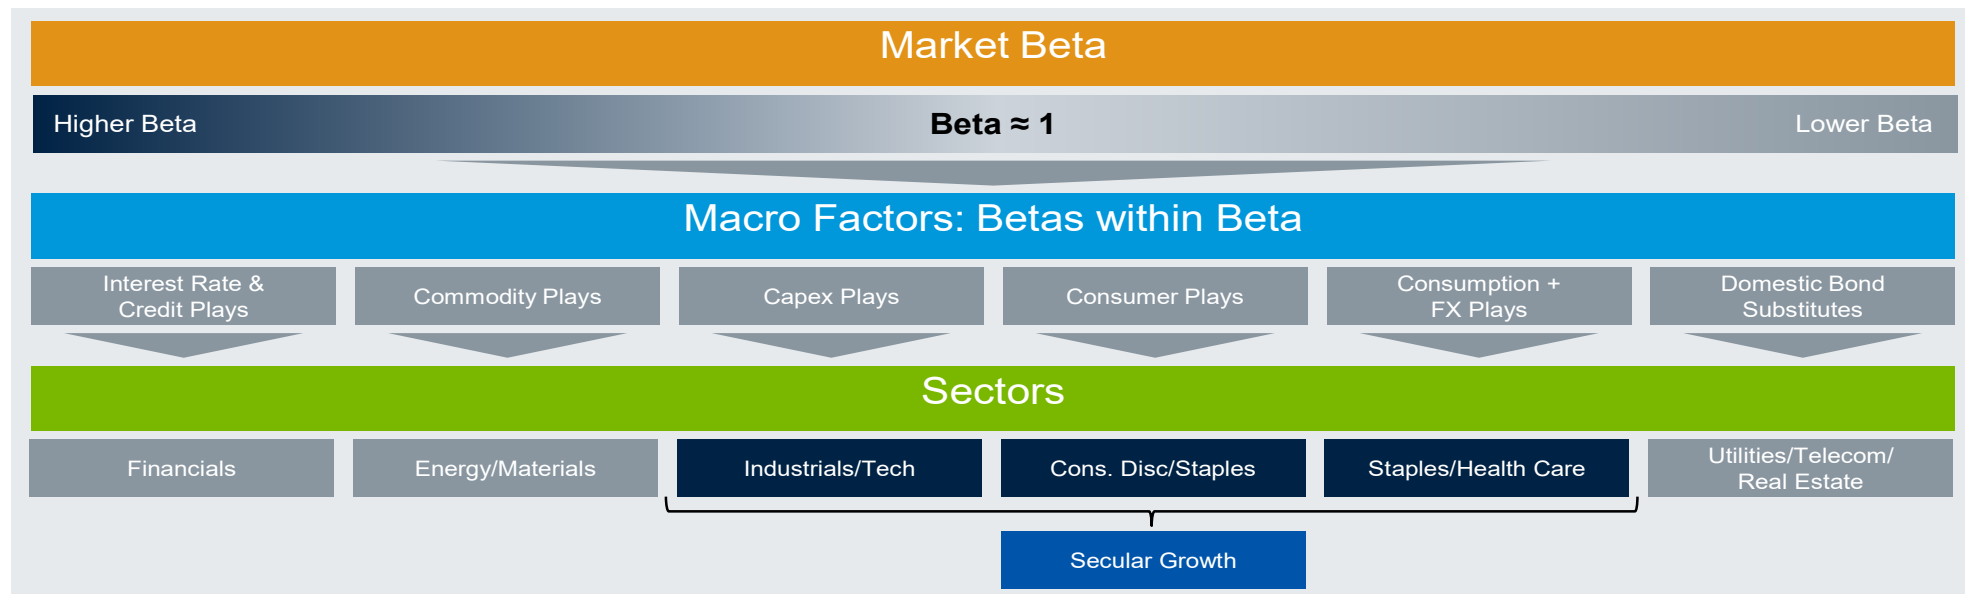 Market Beta
Higher Beta
Beta ≈ 1
Lower Beta
Macro Factors: Betas within Beta
Interest Rate &
Credit Plays
Commodity Plays
Capex Plays
Consumer Plays
Consumption +
FX Plays
Domestic Bond
Substitutes
Sectors
Financials
Energy/Materials
Industrials/Tech
Cons. Disc/Staples
Staples/Health Care
Utilities/Telecom/
Real Estate
Secular Growth